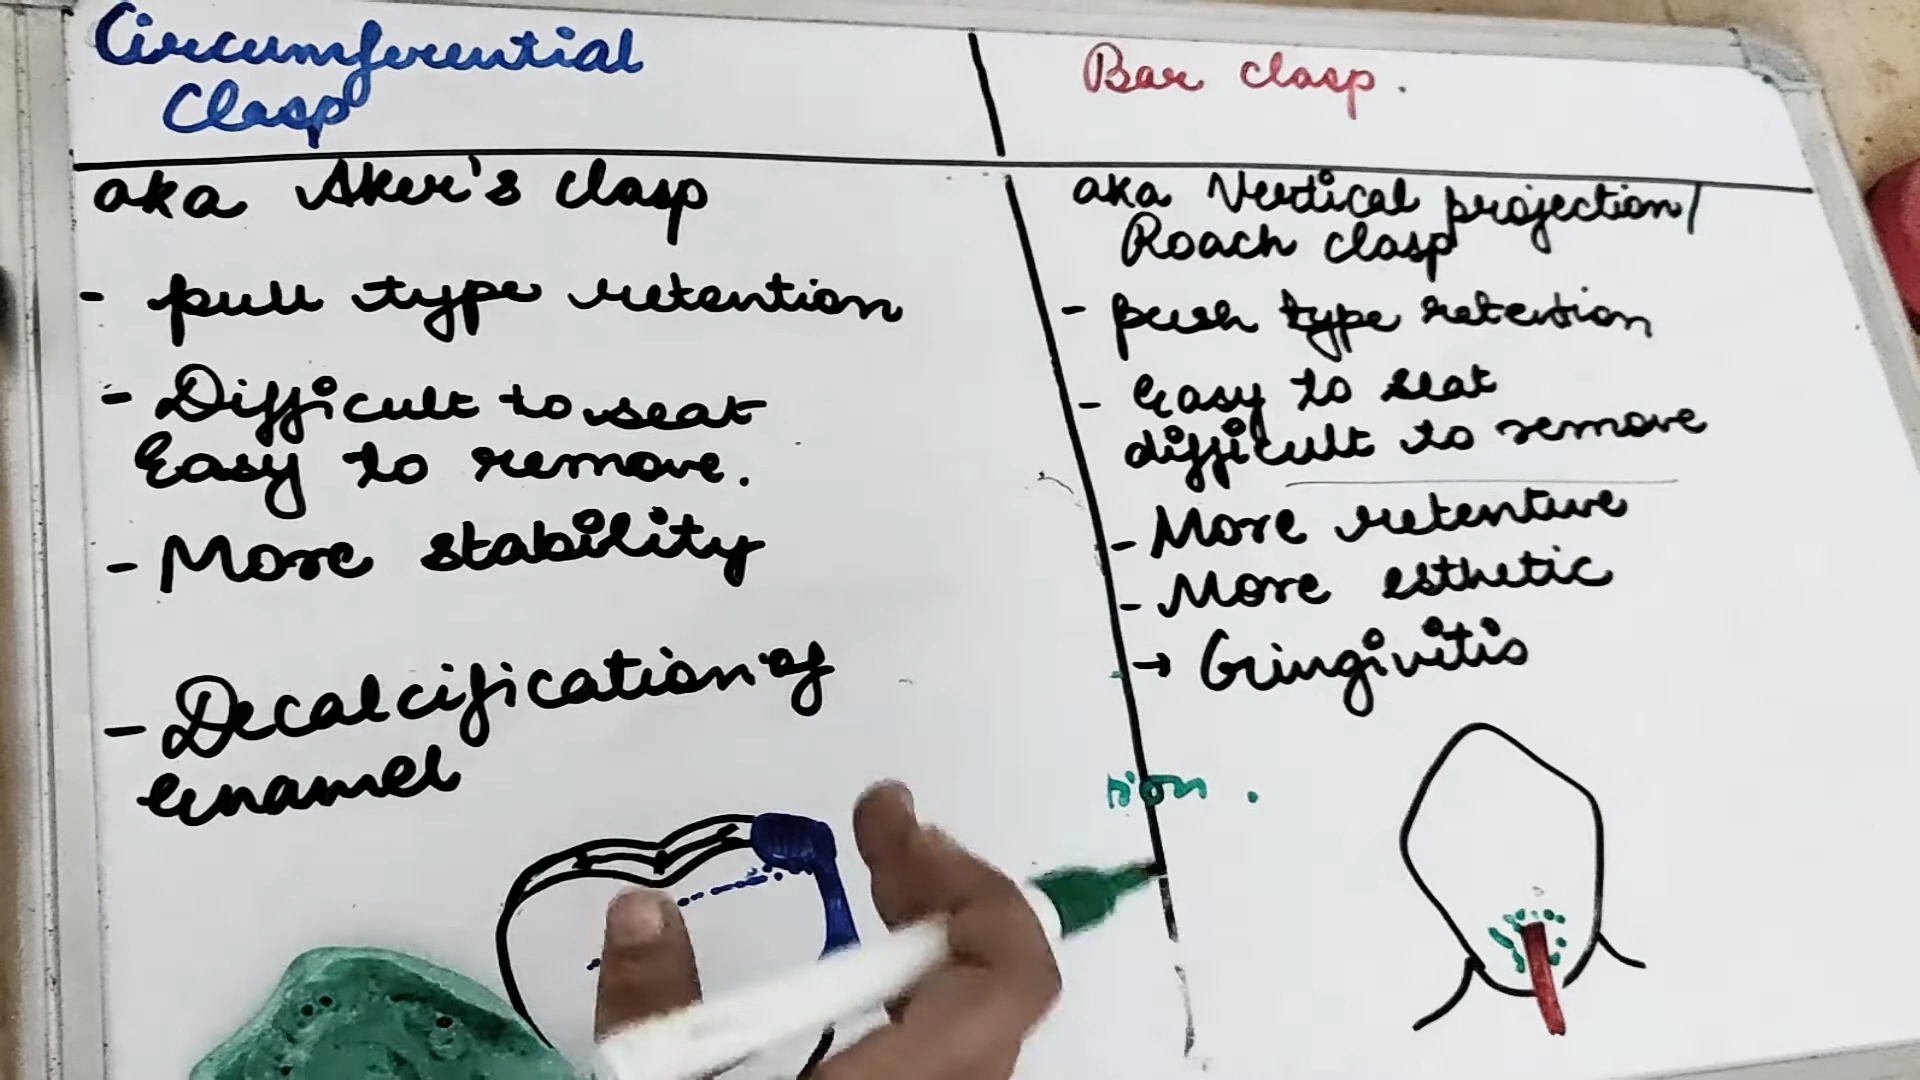 Circumferential
Clasp
aka Aker's clasp
- pull type retention
- Difficult to seat
Easy to remove.
- More stability
- Decalcification of
enamel
Bar clasp.
aka Vertical projection/
Roach clasp
- push type retention
- Easy to seat
difficult to remove
- More retentive
- More esthetic
→ Gingivitis
tion.